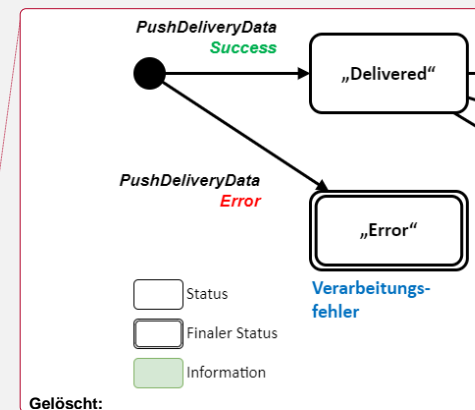 PushDeliveryData
Success
„Delivered“
PushDeliveryData
Error
„Error“
Verarbeitungs-
fehler
Status
Finaler Status
Information
Gelöscht: